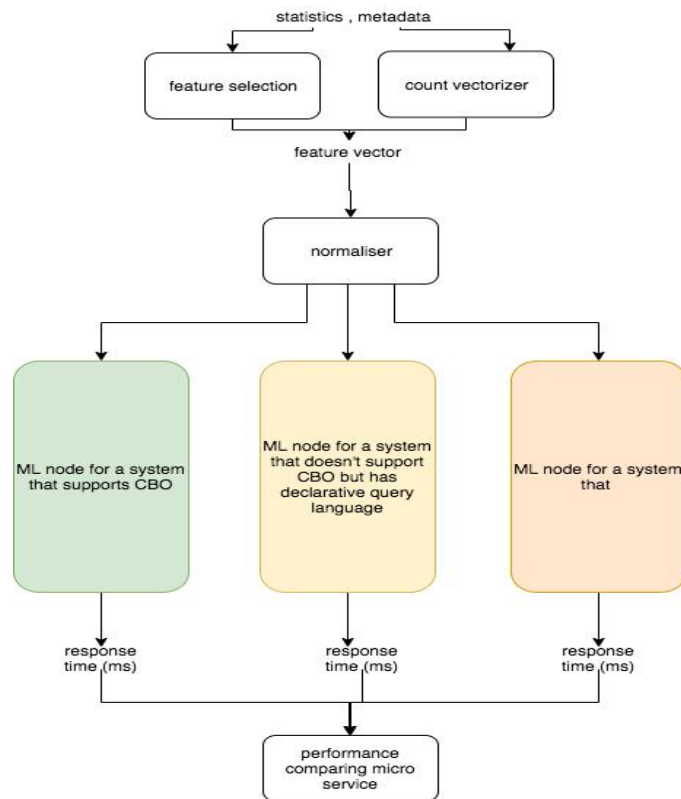 statistics , metadata
feature selection
count vectorizer
feature vector
normaliser
ML node for a system
that supports CBO
ML node for a system
that doesn't support
CBO but has
declarative query
language
ML node for a system
that
response
time (ms)
response
time (ms)
response
time (ms)
performance
comparing micro
service